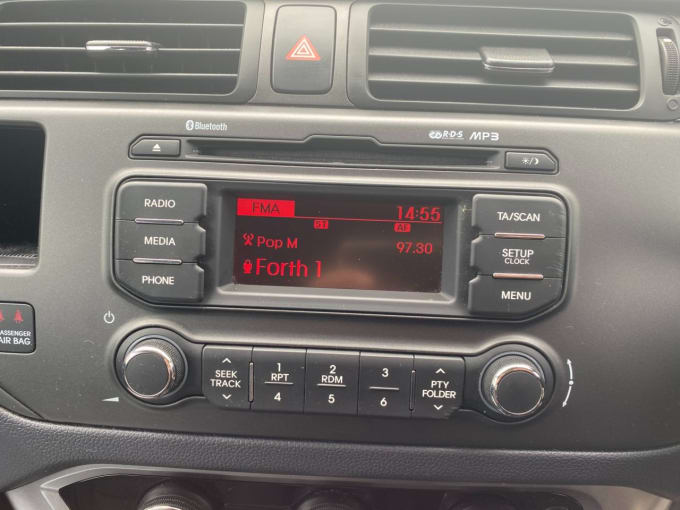 Bluetooth
R·D·S MP3
RADIO
MEDIA
PHONE
FMA
14:55
ST
AF
Pop M
97.30
Forth 1
TA/SCAN
SETUP
CLOCK
MENU
PASSENGER
AIR BAG
SEEK
TRACK
1
RPT
4
2
RDM
5
3
6
PTY
FOLDER